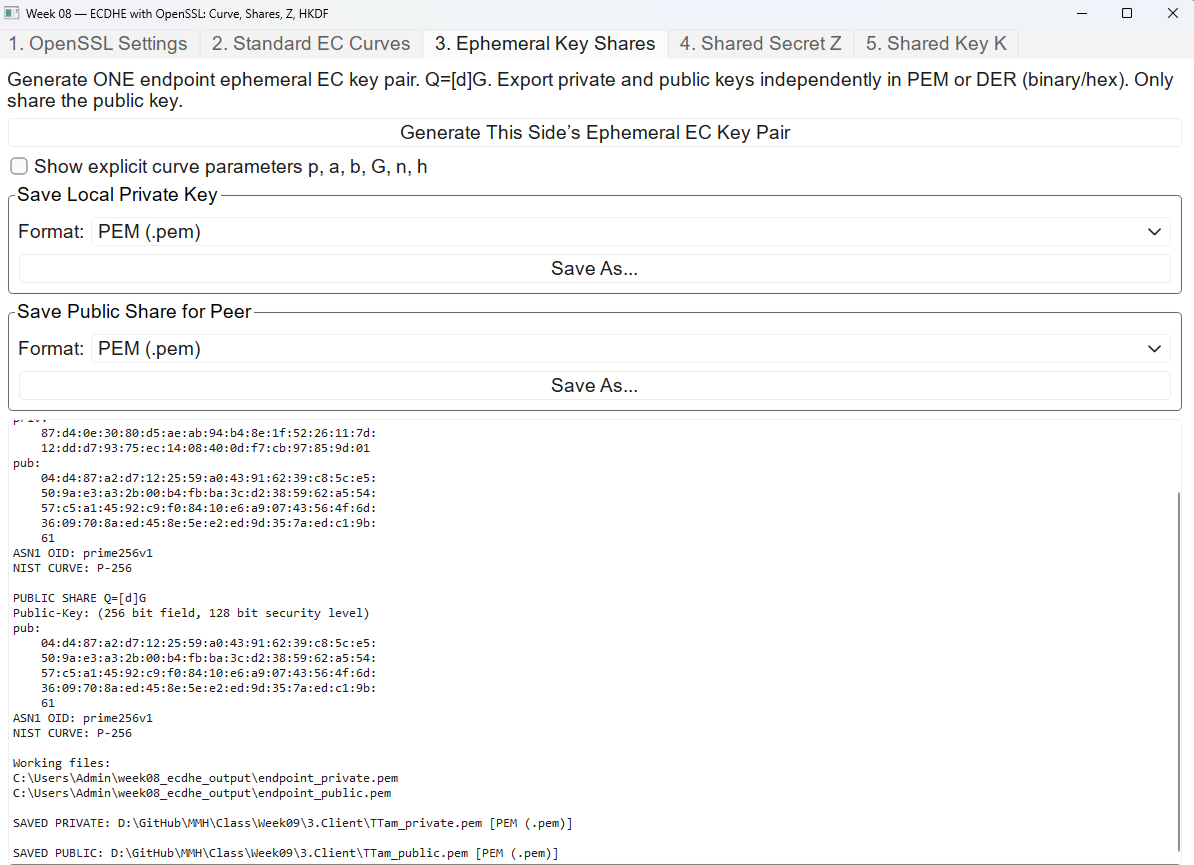 Week 08 — ECDHE with OpenSSL: Curve, Shares, Z, HKDF
1. OpenSSL Settings
2. Standard EC Curves
3. Ephemeral Key Shares
4. Shared Secret Z
5. Shared Key K
Generate ONE endpoint ephemeral EC key pair. Q=[d]G. Export private and public keys independently in PEM or DER (binary/hex). Only
share the public key.
Generate This Side’s Ephemeral EC Key Pair
Show explicit curve parameters p, a, b, G, n, h
Save Local Private Key
Format: PEM (.pem)
Save As...
Save Public Share for Peer
Format: PEM (.pem)
Save As...
priv:
87:d4:0e:30:80:d5:ae:ab:94:b4:8e:1f:52:26:11:7d:
12:dd:d7:93:75:ec:14:08:40:0d:f7:cb:97:85:9d:01
pub:
04:d4:87:a2:d7:12:25:59:a0:43:91:62:39:c8:5c:e5:
50:9a:e3:a3:2b:00:b4:fb:ba:3c:d2:38:59:62:a5:54:
57:c5:a1:45:92:c9:f0:84:10:e6:a9:07:43:56:4f:6d:
36:09:70:8a:ed:45:8e:5e:e2:ed:9d:35:7a:ed:c1:9b:
61
ASN1 OID: prime256v1
NIST CURVE: P-256
PUBLIC SHARE Q=[d]G
Public-Key: (256 bit field, 128 bit security level)
pub:
04:d4:87:a2:d7:12:25:59:a0:43:91:62:39:c8:5c:e5:
50:9a:e3:a3:2b:00:b4:fb:ba:3c:d2:38:59:62:a5:54:
57:c5:a1:45:92:c9:f0:84:10:e6:a9:07:43:56:4f:6d:
36:09:70:8a:ed:45:8e:5e:e2:ed:9d:35:7a:ed:c1:9b:
61
ASN1 OID: prime256v1
NIST CURVE: P-256
Working files:
C:\Users\Admin\week08_ecdhe_output\endpoint_private.pem
C:\Users\Admin\week08_ecdhe_output\endpoint_public.pem
SAVED PRIVATE: D:\GitHub\MMH\Class\Week09\3.Client\TTam_private.pem [PEM (.pem)]
SAVED PUBLIC: D:\GitHub\MMH\Class\Week09\3.Client\TTam_public.pem [PEM (.pem)]